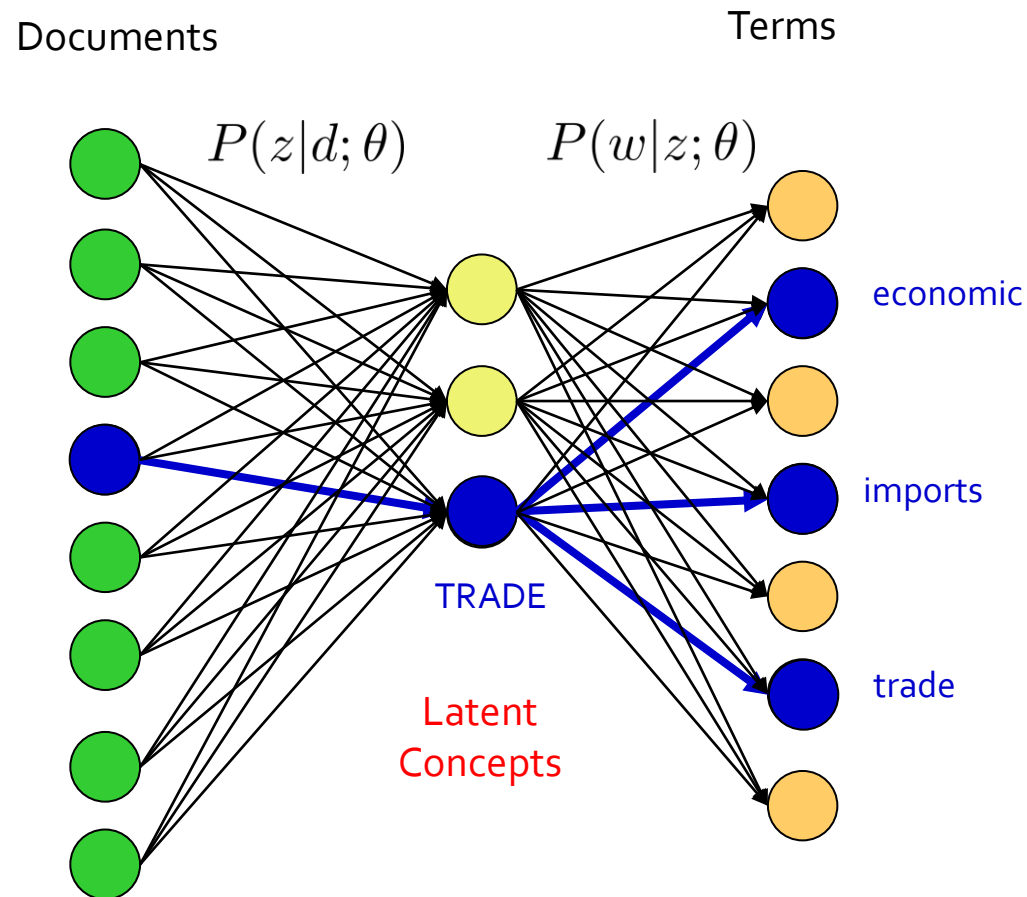 Documents
Terms
P(z|d; θ)
P(w|z; θ)
economic
imports
TRADE
trade
Latent
Concepts